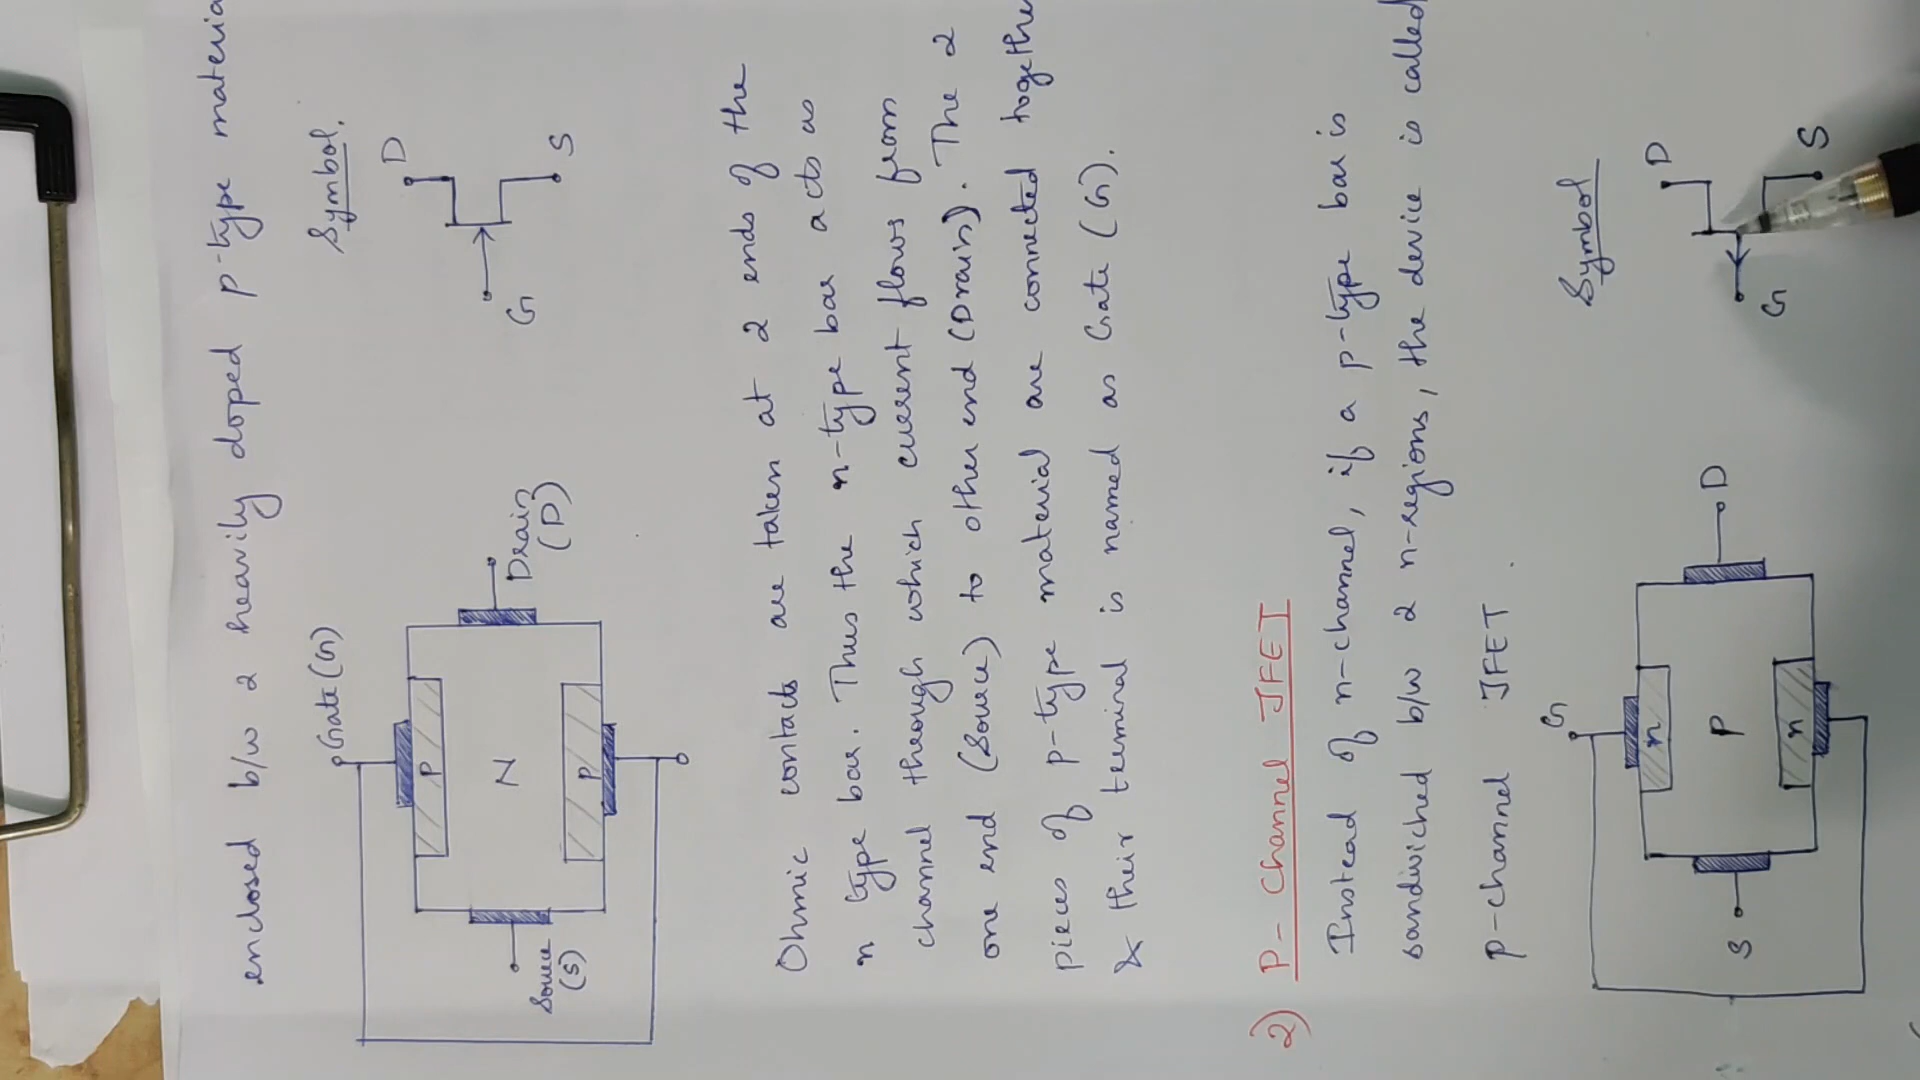 enclosed b/w 2 heavily doped p-type material
Gate (G)
Symbol.
P
N
P
Source
(S)
Drain
(D)
D
G
S
Ohmic contacts are taken at 2 ends of the
n type bar. Thus the n-type bar acts as
channel through which current flows from
one end (Source) to other end (Drain). The 2
pieces of p-type material are connected togethe
& their terminal is named as Gate (G).
2) P- Channel JFET
Instead of n-channel, if a p-type bar is
sandwiched b/w 2 n-regions, the device is called
p-channel JFET.
G
Symbol
n
P
n
S
D
D
G
S